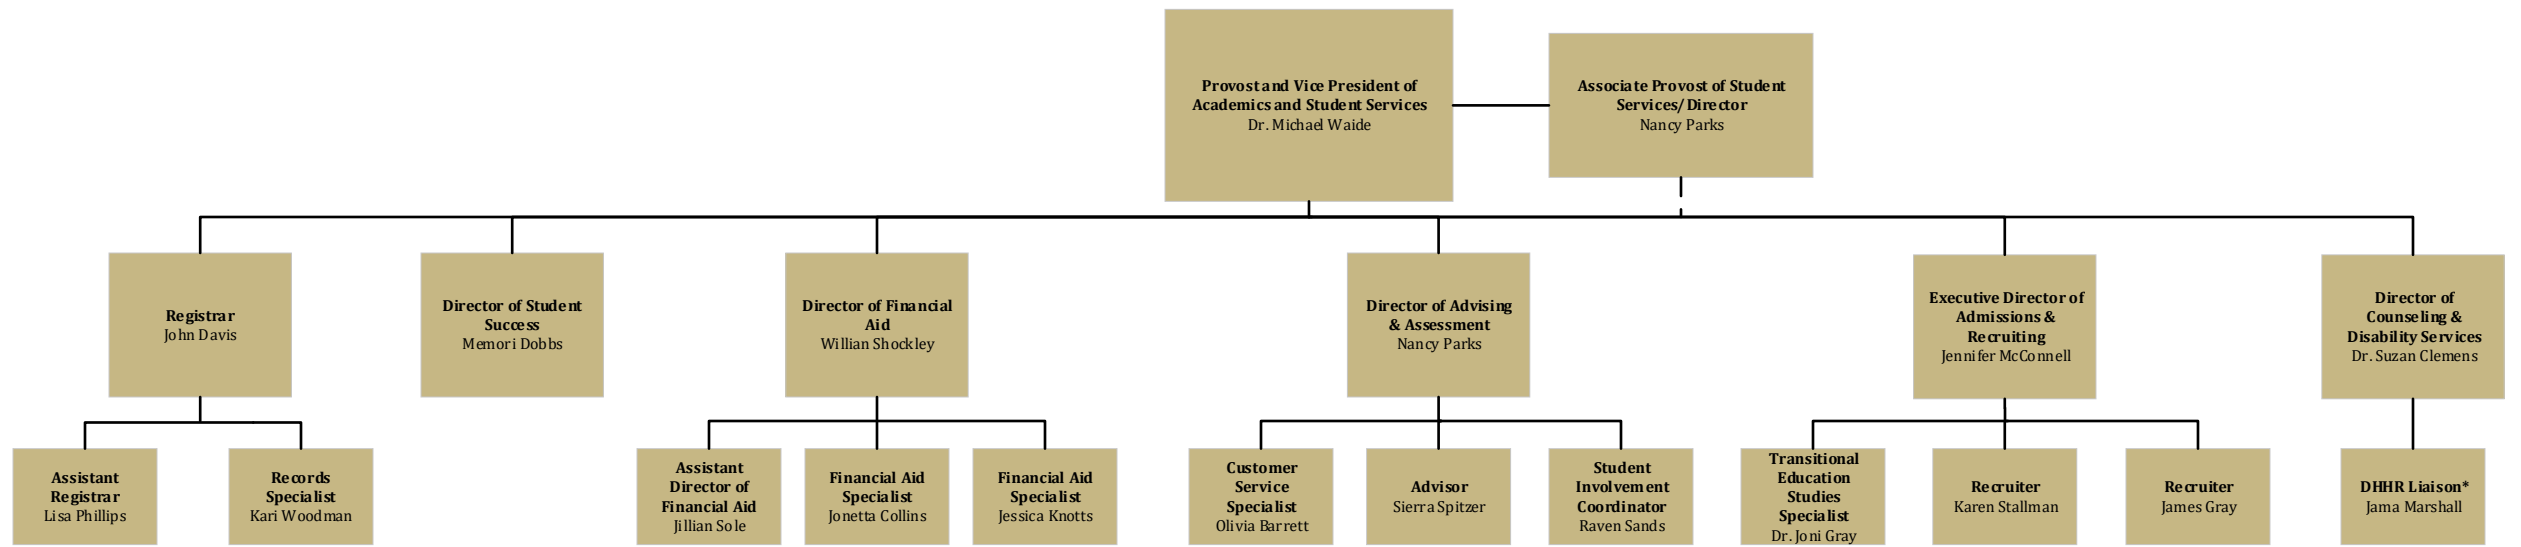 Provost and Vice President of
Academics and Student Services
Dr. Michael Waide
Associate Provost of Student
Services/Director
Nancy Parks
Registrar
John Davis
Director of Student
Success
Memori Dobbs
Director of Financial
Aid
Willian Shockley
Director of Advising
& Assessment
Nancy Parks
Executive Director of
Admissions &
Recruiting
Jennifer McConnell
Director of
Counseling &
Disability Services
Dr. Suzan Clemens
Assistant
Registrar
Lisa Phillips
Records
Specialist
Kari Woodman
Assistant
Director of
Financial Aid
Jillian Sole
Financial Aid
Specialist
Jonetta Collins
Financial Aid
Specialist
Jessica Knotts
Customer
Service
Specialist
Olivia Barrett
Advisor
Sierra Spitzer
Student
Involvement
Coordinator
Raven Sands
Transitional
Education
Studies
Specialist
Dr. Joni Gray
Recruiter
Karen Stallman
Recruiter
James Gray
DHHR Liaison*
Jama Marshall